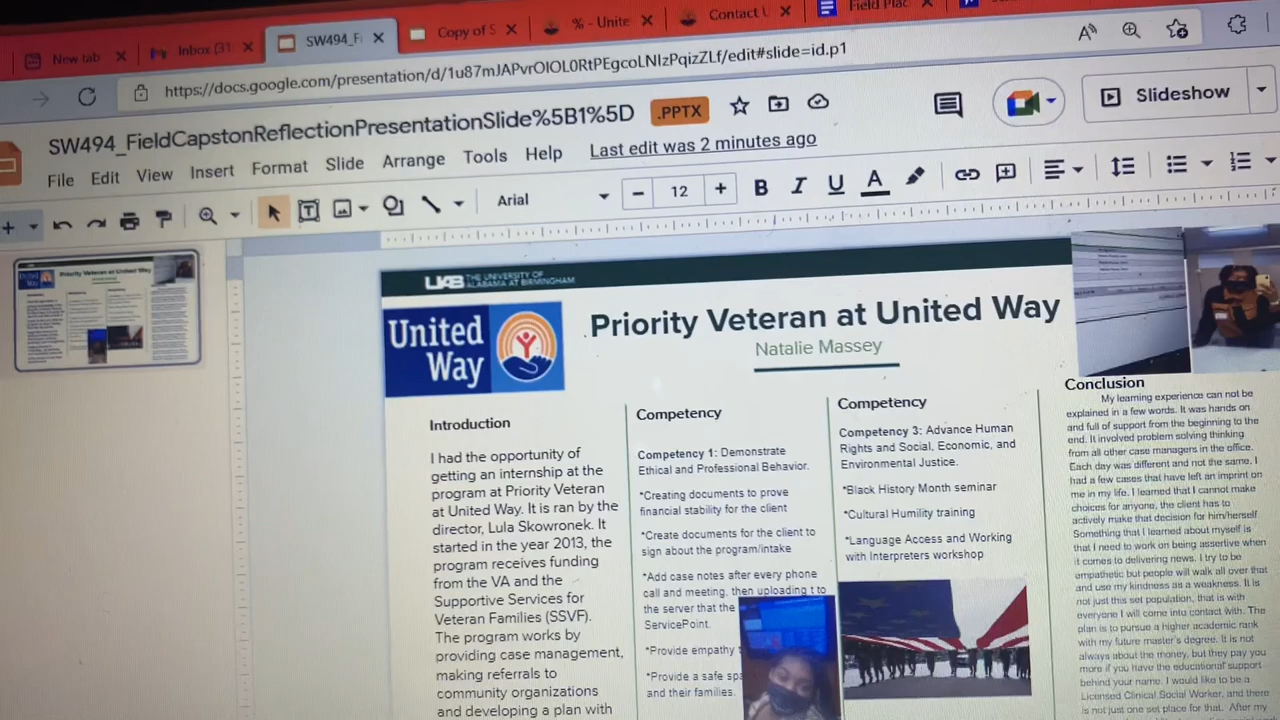 New tab
Inbox (31
SW494_Fi
Copy of S
% - Unite
Contact U
Field Plac
https://docs.google.com/presentation/d/1u87mJAPvrOIOL0RtPEgcoLNIzPqizZLf/edit#slide=id.p1
SW494_FieldCapstonReflectionPresentationSlide%5B1%5D
.PPTX
Slideshow
File Edit View Insert Format Slide Arrange Tools Help
Last edit was 2 minutes ago
Arial
12
B I U A
UAB THE UNIVERSITY OF
ALABAMA AT BIRMINGHAM
United
Way
Priority Veteran at United Way
Natalie Massey
Introduction
I had the opportunity of
getting an internship at the
program at Priority Veteran
at United Way. It is ran by the
director, Lula Skowronek. It
started in the year 2013, the
program receives funding
from the VA and the
Supportive Services for
Veteran Families (SSVF).
The program works by
providing case management,
making referrals to
community organizations
and developing a plan with
Competency
Competency 1: Demonstrate
Ethical and Professional Behavior.
*Creating documents to prove
financial stability for the client
*Create documents for the client to
sign about the program/intake
*Add case notes after every phone
call and meeting, then uploading t to
the server that the
ServicePoint.
*Provide empathy
*Provide a safe spa
and their families.
Competency
Competency 3: Advance Human
Rights and Social, Economic, and
Environmental Justice.
*Black History Month seminar
*Cultural Humility training
*Language Access and Working
with Interpreters workshop
Conclusion
My learning experience can not be
explained in a few words. It was hands on
and full of support from the beginning to the
end. It involved problem solving thinking
from all other case managers in the office.
Each day was different and not the same. I
had a few cases that have left an imprint on
me in my life. I learned that I cannot make
choices for anyone, the client has to
actively make that decision for him/herself
Something that I learned about myself is
that I need to work on being assertive when
it comes to delivering news. I try to be
empathetic but people will walk all over that
and use my kindness as a weakness. It is
not just this set population, that is with
everyone I will come into contact with. The
plan is to pursue a higher academic rank
with my future master's degree. It is not
always about the money, but they pay you
more if you have the educational support
behind your name. I would like to be a
Licensed Clinical Social Worker, and there
is not just one set place for that. After my